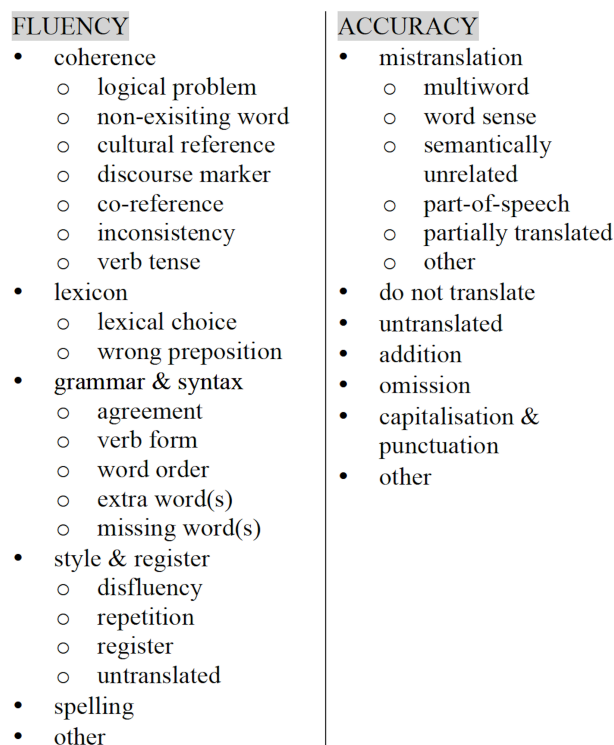 FLUENCY
• coherence
o logical problem
o non-exisiting word
o cultural reference
o discourse marker
o co-reference
o inconsistency
o verb tense
• lexicon
o lexical choice
o wrong preposition
• grammar & syntax
o agreement
o verb form
o word order
o extra word(s)
o missing word(s)
• style & register
o disfluency
o repetition
o register
o untranslated
• spelling
• other
ACCURACY
• mistranslation
o multiword
o word sense
o semantically
unrelated
o part-of-speech
o partially translated
o other
• do not translate
• untranslated
• addition
• omission
• capitalisation &
punctuation
• other